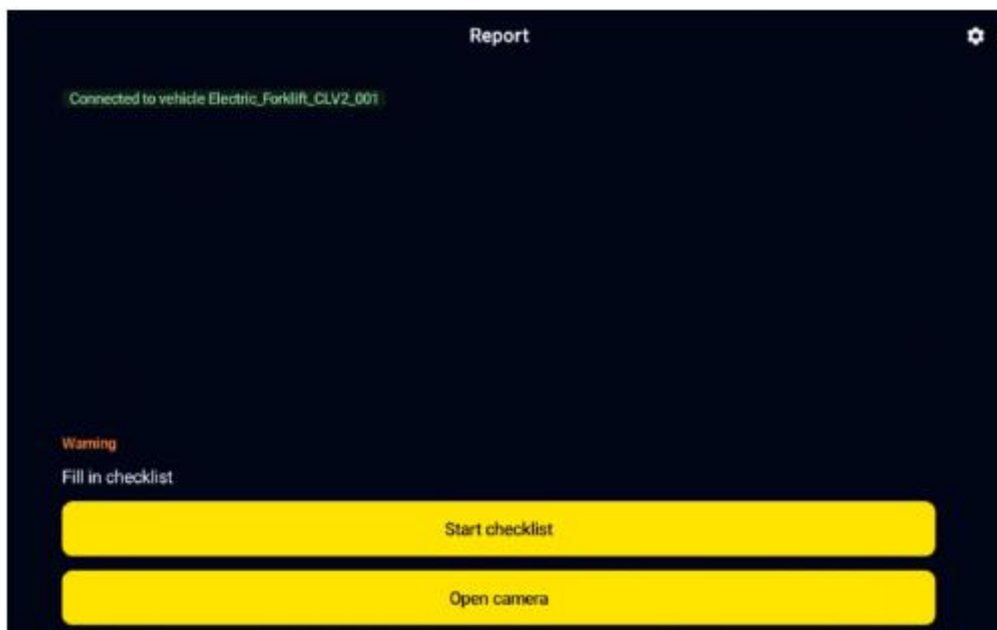 Report
Connected to vehicle Electric_Forklift_CLV2_001
Warning
Fill in checklist
Start checklist
Open camera